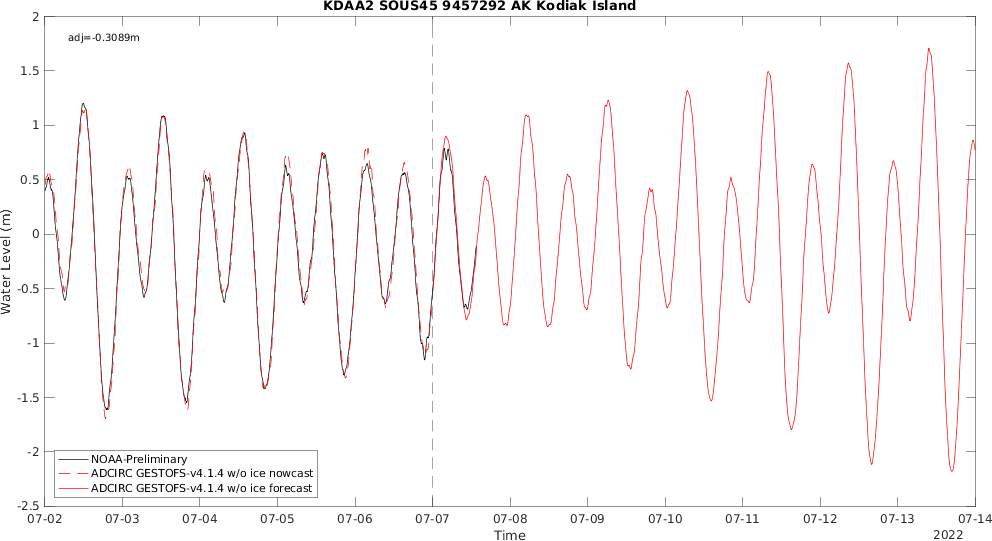 KDAA2 SOUS45 9457292 AK Kodiak Island
adj=-0.3089m
2
1.5
1
0.5
0
-0.5
-1
-1.5
-2
-2.5
Water Level (m)
NOAA-Preliminary
ADCIRC GESTOFS-v4.1.4 w/o ice nowcast
ADCIRC GESTOFS-v4.1.4 w/o ice forecast
07-02 07-03 07-04 07-05 07-06 07-07 07-08 07-09 07-10 07-11 07-12 07-13 07-14
Time
2022